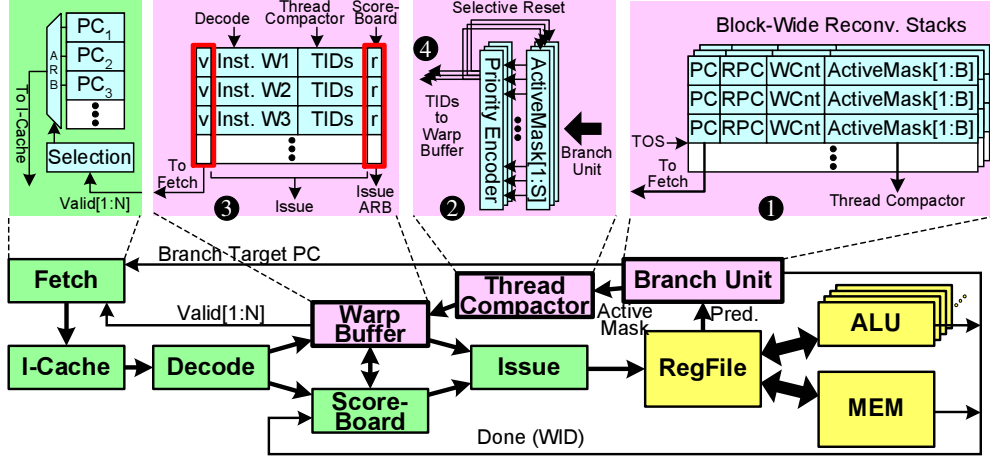 A
R
B
PC1
PC2
PC3
To I-Cache
Selection
Valid[1:N]
Decode
Thread
Compactor
Score-
Board
v
Inst. W1
TIDs
r
v
Inst. W2
TIDs
r
v
Inst. W3
TIDs
r
To
Fetch
Issue
Issue
ARB
3
Selective Reset
4
TIDs
to
Warp
Buffer
Priority Encoder
ActiveMask[1:S]
Branch
Unit
2
Block-Wide Reconv. Stacks
PC
RPC
WCnt
ActiveMask[1:B]
PC
RPC
WCnt
ActiveMask[1:B]
PC
RPC
WCnt
ActiveMask[1:B]
TOS
To
Fetch
Thread Compactor
1
Branch Target PC
Fetch
Valid[1:N]
Warp
Buffer
Thread
Compactor
Active
Mask
Branch Unit
Pred.
I-Cache
Decode
Score-
Board
Issue
RegFile
ALU
MEM
Done (WID)